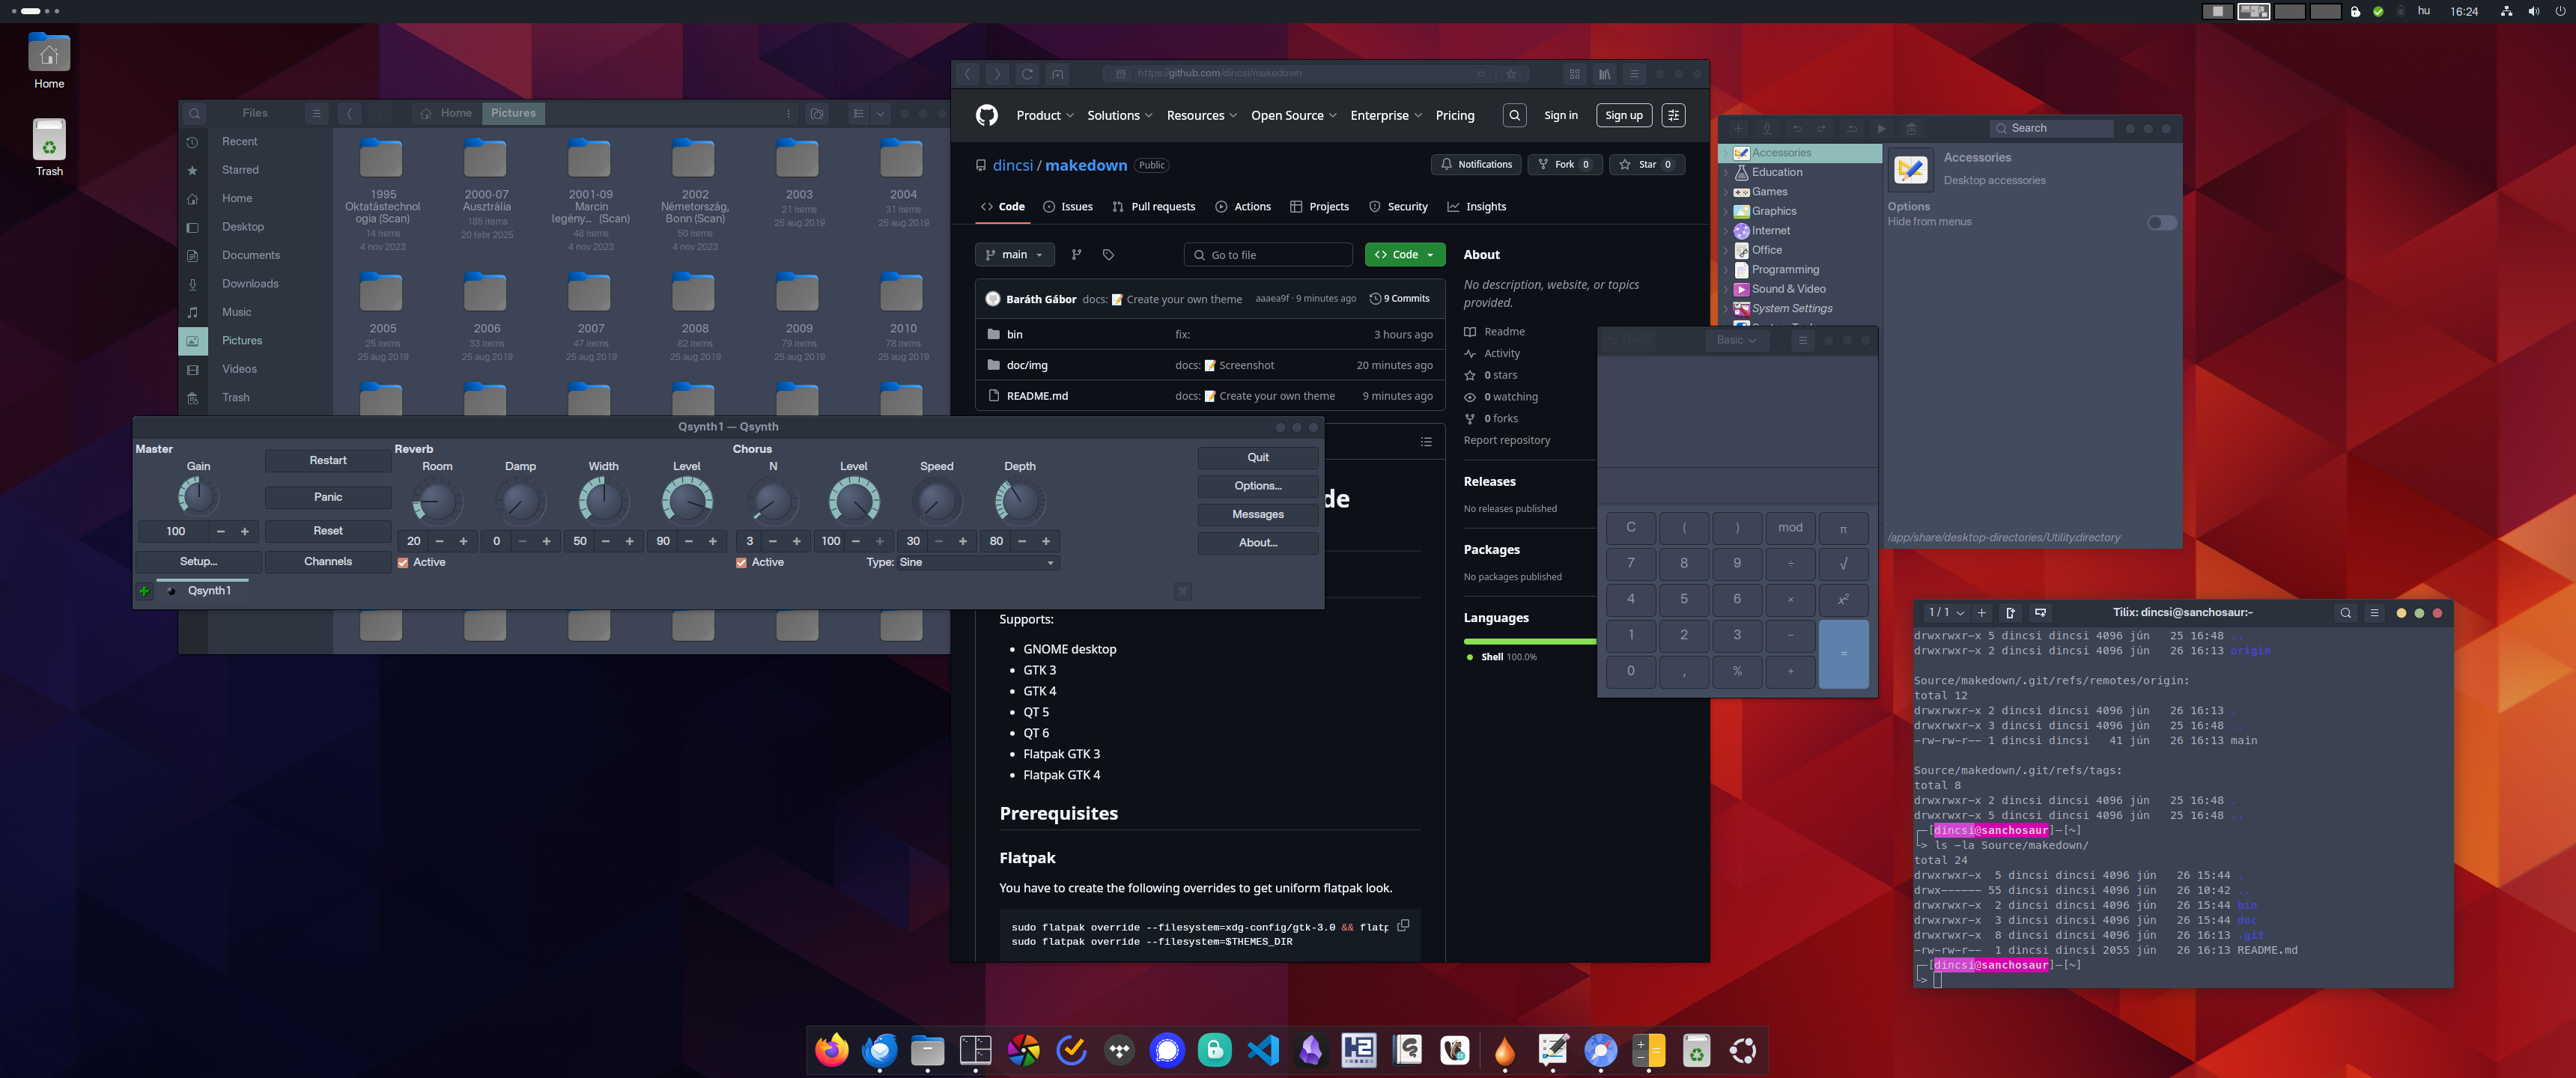 hu
16:24
Home
Trash
Files
Home
Pictures
Recent
Starred
Home
Desktop
Documents
Downloads
Music
Pictures
Videos
Trash
1995 Oktatástechnol ogia (Scan)
14 items
4 nov 2023
2000-07 Ausztrália
185 items
20 febr 2025
2001-09 Marcin legény… (Scan)
48 items
4 nov 2023
2002 Németország, Bonn (Scan)
50 items
4 nov 2023
2003
21 items
25 aug 2019
2004
31 items
25 aug 2019
2005
25 items
25 aug 2019
2006
33 items
25 aug 2019
2007
47 items
25 aug 2019
2008
82 items
25 aug 2019
2009
79 items
25 aug 2019
2010
78 items
25 aug 2019
Qsynth1 — Qsynth
Master
Gain
100
Setup...
Restart
Panic
Reset
Channels
Reverb
Room
Damp
Width
Level
20
0
50
90
Active
Chorus
N
Level
Speed
Depth
3
100
30
80
Active
Type: Sine
Quit
Options...
Messages
About...
Qsynth1
https://github.com/dincsi/makedown
Product Solutions Resources Open Source Enterprise Pricing
Sign in
Sign up
dincsi / makedown Public
Notifications
Fork 0
Star 0
Code Issues Pull requests Actions Projects Security Insights
main
Go to file
Code
Baráth Gábor docs: 📝 Create your own theme aaaea9f · 9 minutes ago 9 Commits
bin fix: 3 hours ago
doc/img docs: 📝 Screenshot 20 minutes ago
README.md docs: 📝 Create your own theme 9 minutes ago
de
Supports:
GNOME desktop
GTK 3
GTK 4
QT 5
QT 6
Flatpak GTK 3
Flatpak GTK 4
Prerequisites
Flatpak
You have to create the following overrides to get uniform flatpak look.
sudo flatpak override --filesystem=xdg-config/gtk-3.0 && flatp
sudo flatpak override --filesystem=$THEMES_DIR
About
No description, website, or topics
provided.
Readme
Activity
0 stars
0 watching
0 forks
Report repository
Releases
No releases published
Packages
No packages published
Languages
Shell 100.0%
Search
Accessories
Education
Games
Graphics
Internet
Office
Programming
Sound & Video
System Settings
Accessories
Desktop accessories
Options
Hide from menus
/app/share/desktop-directories/Utility.directory
Basic
C ( ) mod π
7 8 9 ÷ √
4 5 6 × x²
1 2 3 −
0 , % + =
1 / 1
Tilix: dincsi@sanchosaur:~
drwxrwxr-x 5 dincsi dincsi 4096 jún 25 16:48 ..
drwxrwxr-x 2 dincsi dincsi 4096 jún 26 16:13 origin
Source/makedown/.git/refs/remotes/origin:
total 12
drwxrwxr-x 2 dincsi dincsi 4096 jún 26 16:13 .
drwxrwxr-x 3 dincsi dincsi 4096 jún 25 16:48 ..
-rw-rw-r-- 1 dincsi dincsi 41 jún 26 16:13 main
Source/makedown/.git/refs/tags:
total 8
drwxrwxr-x 2 dincsi dincsi 4096 jún 25 16:48 .
drwxrwxr-x 5 dincsi dincsi 4096 jún 25 16:48 ..
┌─[dincsi@sanchosaur]─[~]
└> ls -la Source/makedown/
total 24
drwxrwxr-x 5 dincsi dincsi 4096 jún 26 15:44 .
drwx------ 55 dincsi dincsi 4096 jún 26 10:42 ..
drwxrwxr-x 2 dincsi dincsi 4096 jún 26 15:44 bin
drwxrwxr-x 3 dincsi dincsi 4096 jún 26 15:44 doc
drwxrwxr-x 8 dincsi dincsi 4096 jún 26 16:13 .git
-rw-rw-r-- 1 dincsi dincsi 2055 jún 26 16:13 README.md
┌─[dincsi@sanchosaur]─[~]
└>